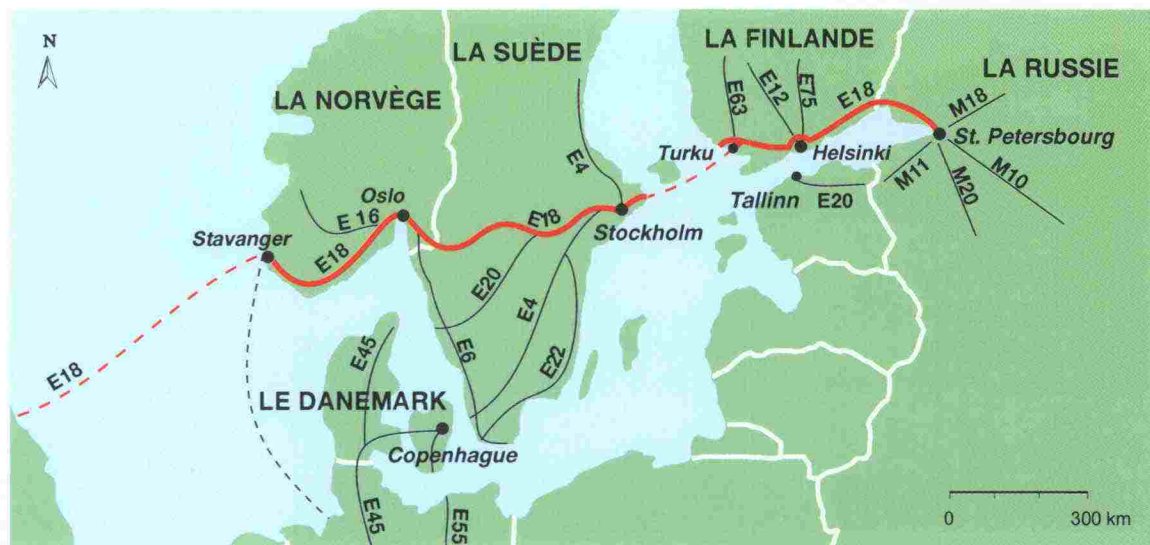 N
LA SUÈDE
LA FINLANDE
LA RUSSIE
LA NORVÈGE
E63
E12
E75
E18
M18
St. Petersbourg
Turku
Helsinki
E4
M11
M20
M10
Tallinn
E20
Oslo
E 16
E18
Stockholm
Stavanger
E18
E20
E4
E6
E22
E45
E18
LE DANEMARK
Copenhague
E45
E55
0
300 km